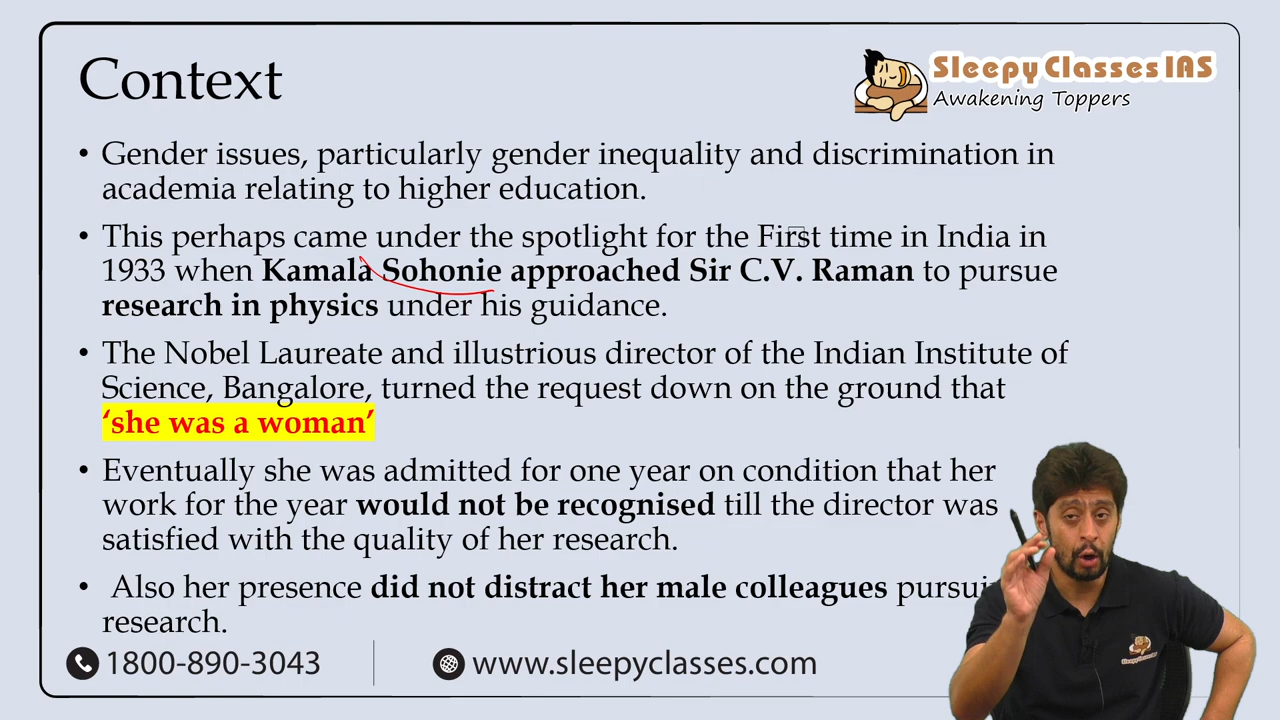 Context
Sleepy Classes IAS
Awakening Toppers
• Gender issues, particularly gender inequality and discrimination in
academia relating to higher education.
• This perhaps came under the spotlight for the First time in India in
1933 when Kamala Sohonie approached Sir C.V. Raman to pursue
research in physics under his guidance.
• The Nobel Laureate and illustrious director of the Indian Institute of
Science, Bangalore, turned the request down on the ground that
‘she was a woman’
• Eventually she was admitted for one year on condition that her
work for the year would not be recognised till the director was
satisfied with the quality of her research.
• Also her presence did not distract her male colleagues
research.
1800-890-3043
www.sleepyclasses.com